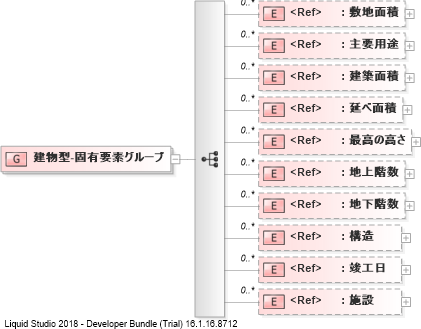 0..*
E <Ref> : 敷地面積
0..*
E <Ref> : 主要用途
0..*
E <Ref> : 建築面積
0..*
E <Ref> : 延べ面積
0..*
E <Ref> : 最高の高さ
G 建物型-固有要素グループ
0..*
E <Ref> : 地上階数
0..*
E <Ref> : 地下階数
0..*
E <Ref> : 構造
0..*
E <Ref> : 竣工日
0..*
E <Ref> : 施設
Liquid Studio 2018 - Developer Bundle (Trial) 16.1.16.8712